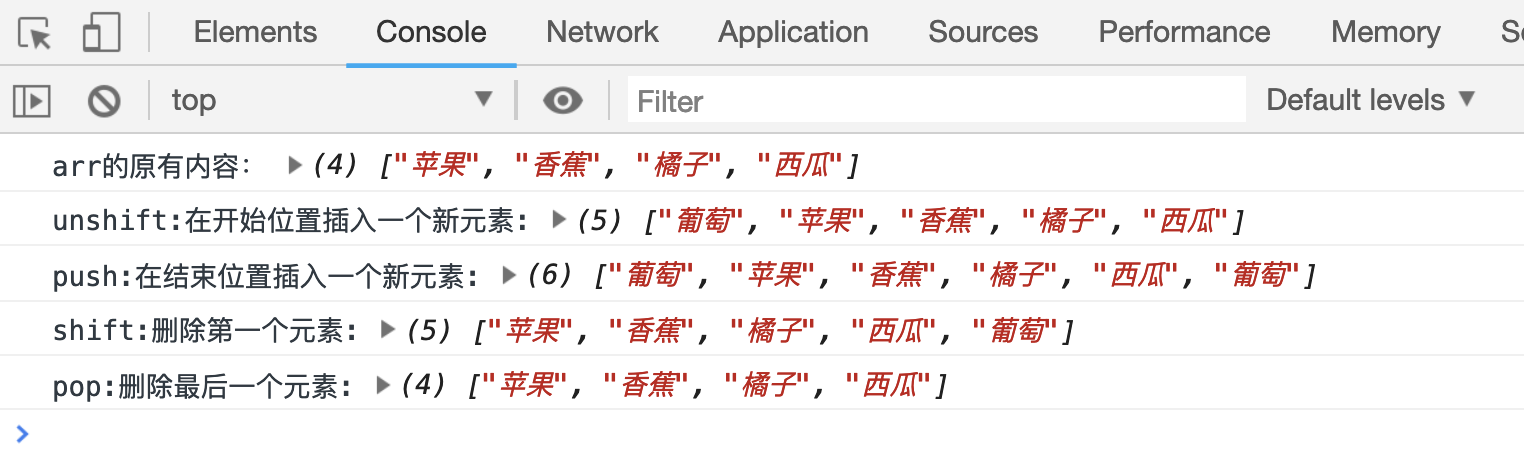 Elements Console Network Application Sources Performance Memory
top Filter Default levels
arr的原有内容： (4) ["苹果", "香蕉", "橘子", "西瓜"]
unshift:在开始位置插入一个新元素: (5) ["葡萄", "苹果", "香蕉", "橘子", "西瓜"]
push:在结束位置插入一个新元素: (6) ["葡萄", "苹果", "香蕉", "橘子", "西瓜", "葡萄"]
shift:删除第一个元素: (5) ["苹果", "香蕉", "橘子", "西瓜", "葡萄"]
pop:删除最后一个元素: (4) ["苹果", "香蕉", "橘子", "西瓜"]